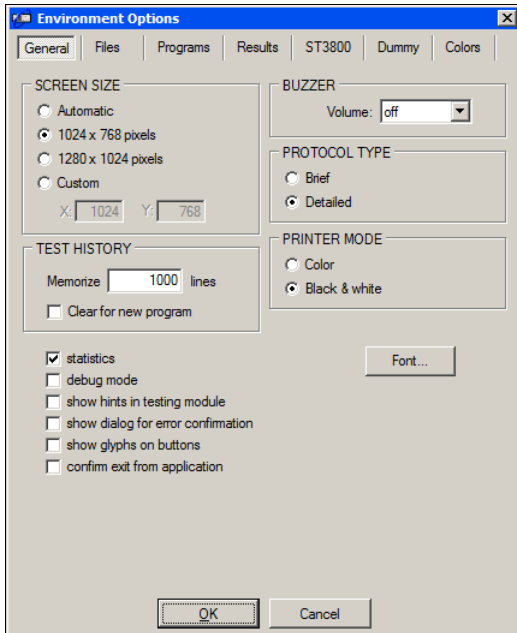 Environment Options
General Files Programs Results ST3800 Dummy Colors
SCREEN SIZE
Automatic
1024 x 768 pixels
1280 x 1024 pixels
Custom
X: 1024 Y: 768
TEST HISTORY
Memorize 1000 lines
Clear for new program
BUZZER
Volume: off
PROTOCOL TYPE
Brief
Detailed
PRINTER MODE
Color
Black & white
statistics
debug mode
show hints in testing module
show dialog for error confirmation
show glyphs on buttons
confirm exit from application
Font...
OK Cancel